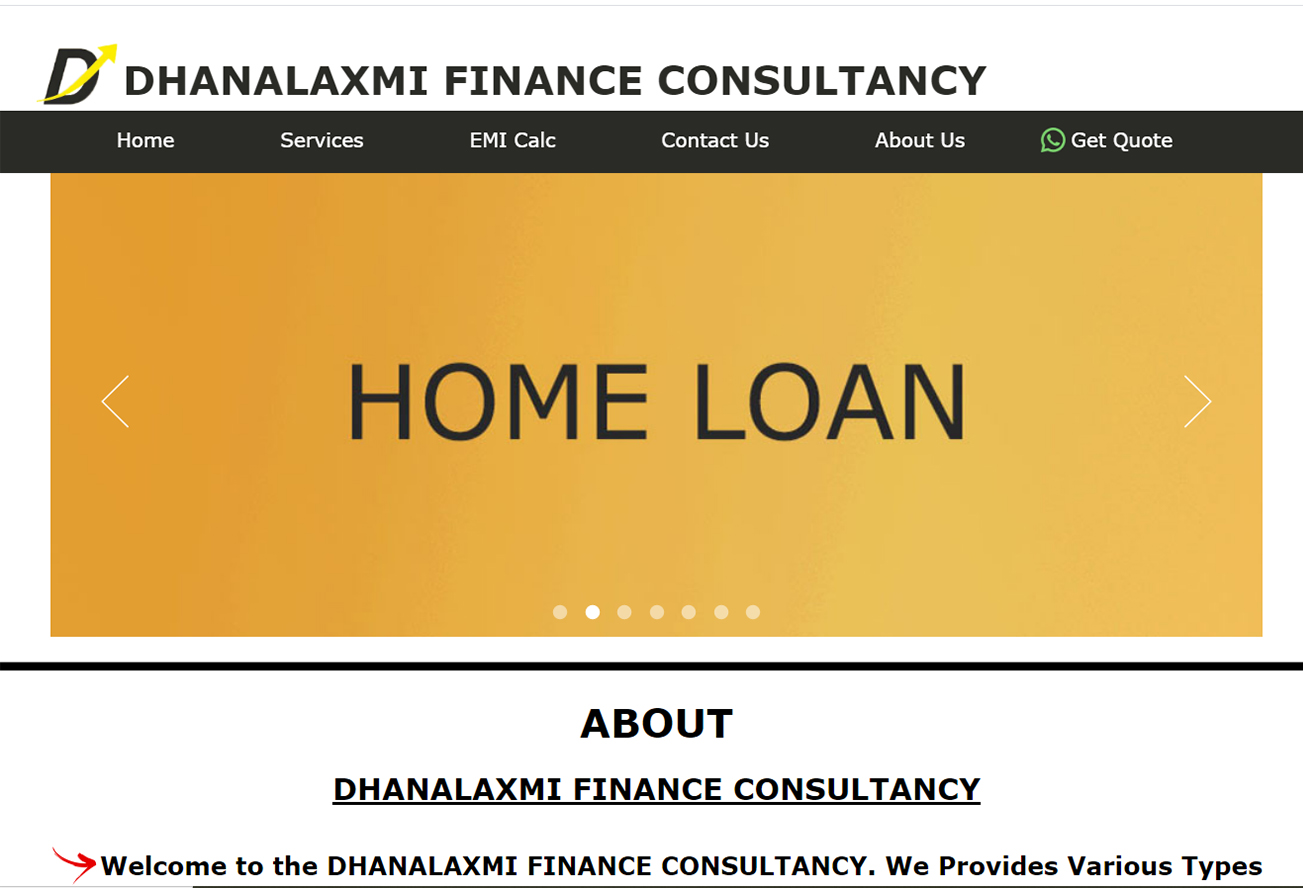 DHANALAXMI FINANCE CONSULTANCY
Home Services EMI Calc Contact Us About Us Get Quote
HOME LOAN
ABOUT
DHANALAXMI FINANCE CONSULTANCY
Welcome to the DHANALAXMI FINANCE CONSULTANCY. We Provides Various Types